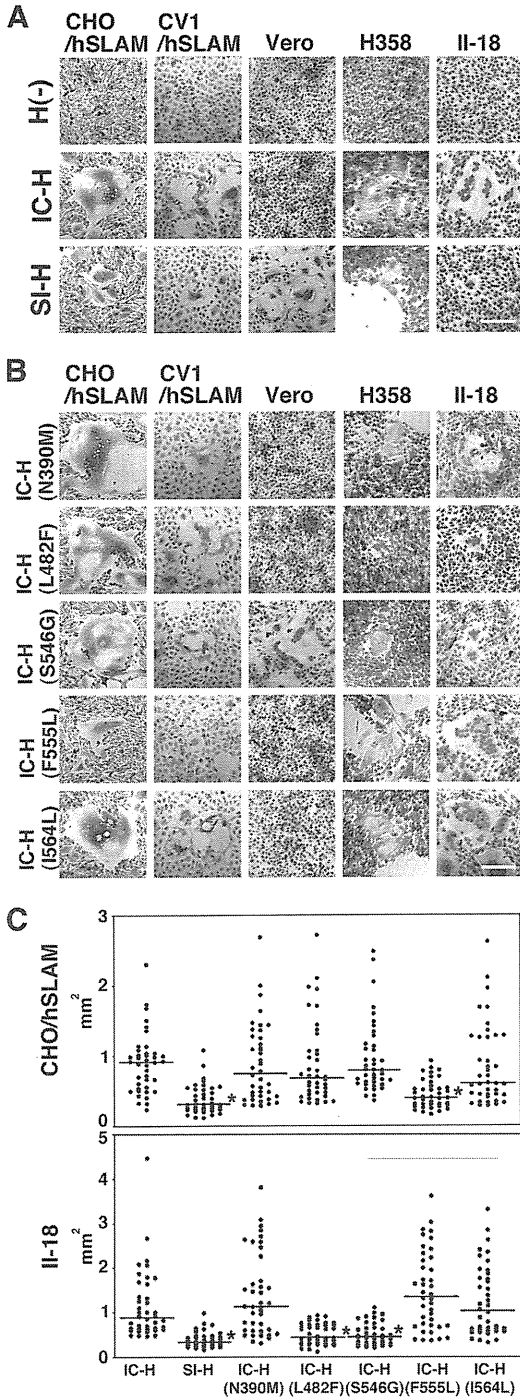 A
CHO /hSLAM
CV1 /hSLAM
Vero
H358
II-18
H(-)
IC-H
SI-H
B
CHO /hSLAM
CV1 /hSLAM
Vero
H358
II-18
IC-H (N390M)
IC-H (L482F)
IC-H (S546G)
IC-H (F555L)
IC-H (I564L)
C
CHO/hSLAM
mm2
3
2
1
0
*
*
II-18
mm2
5
4
3
2
1
0
*
*
*
IC-H
SI-H
IC-H (N390M)
IC-H (L482F)
IC-H (S546G)
IC-H (F555L)
IC-H (I564L)